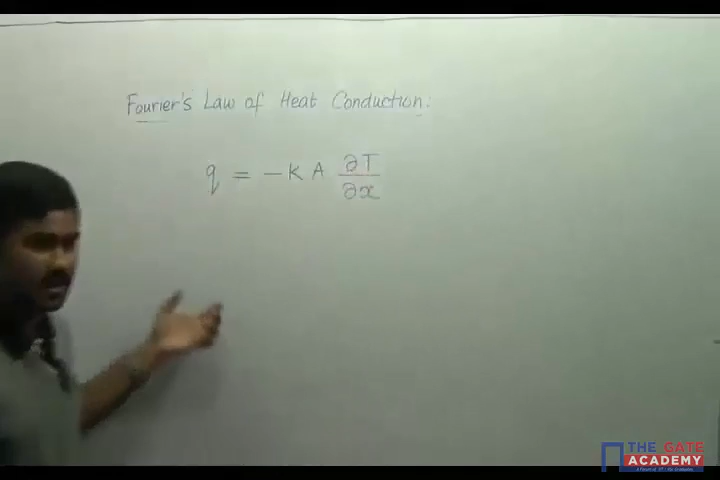 Fourier's Law of Heat Conduction:
q = -K A ∂T/∂x
THE GATE
ACADEMY